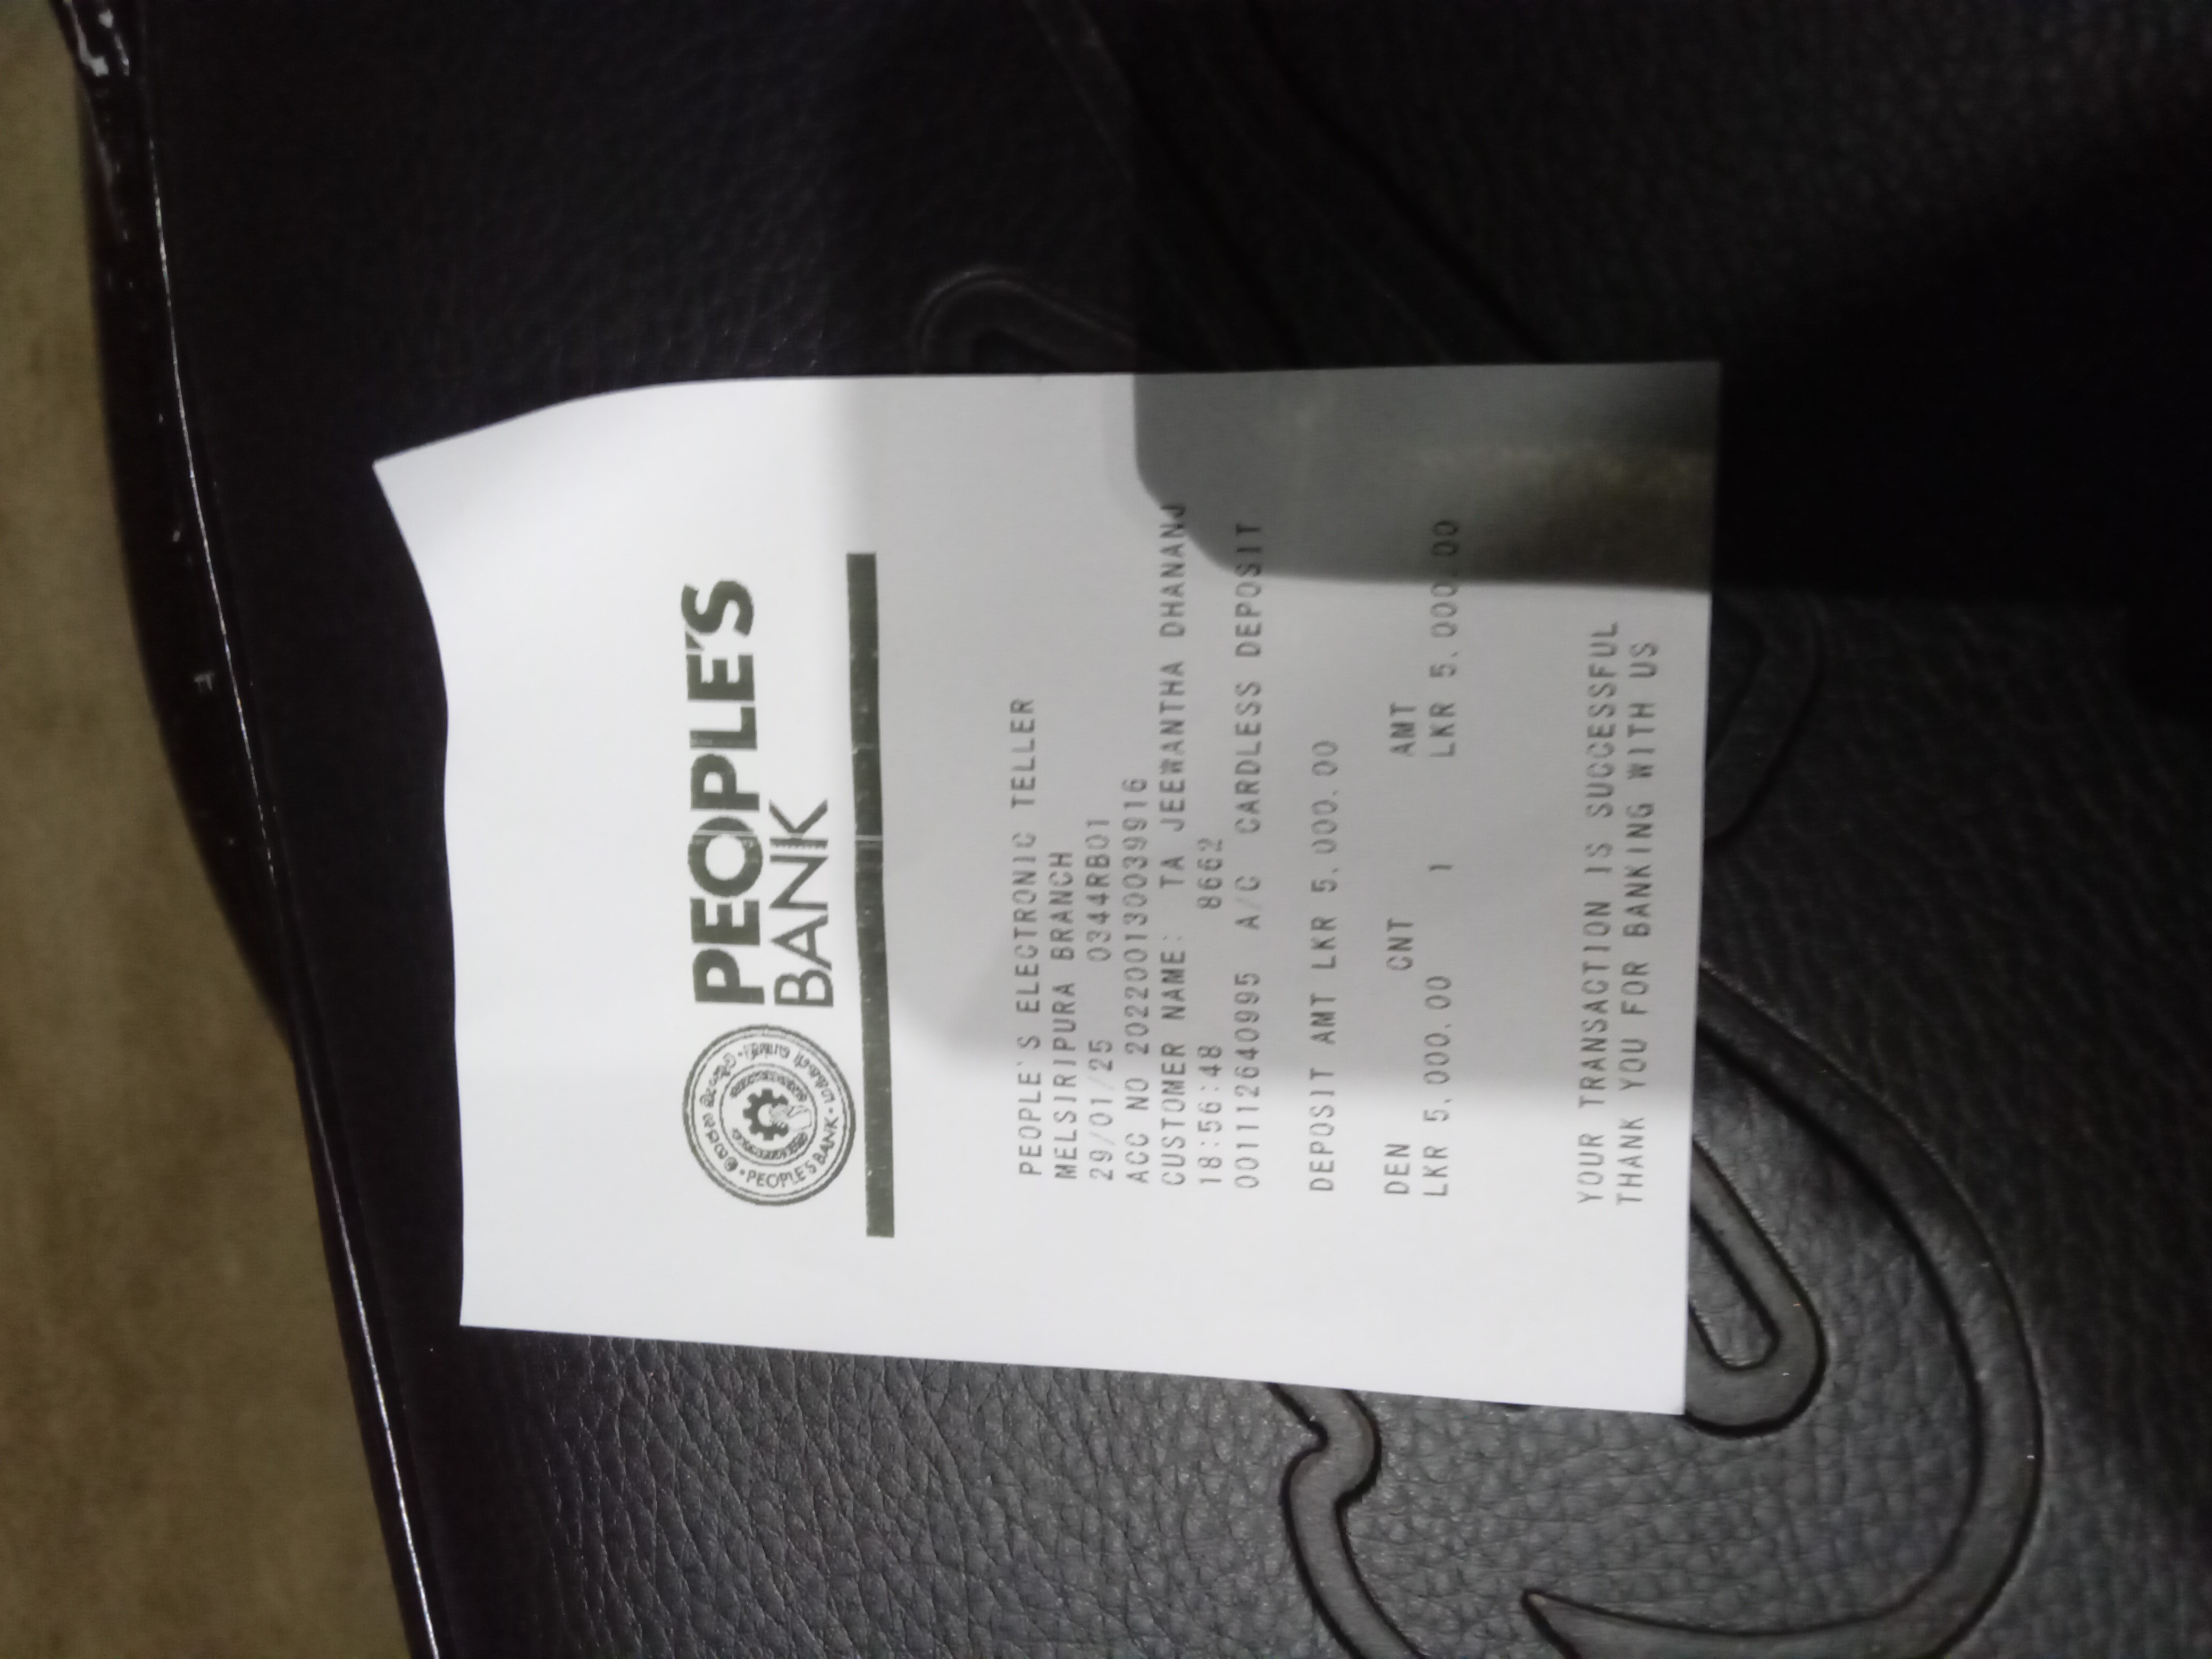 PEOPLE'S
BANK
PEOPLE'S BANK
PEOPLE`S ELECTRONIC TELLER
MELSIRIPURA BRANCH
29/01/25 0344RB01
ACC NO 202200130039916
CUSTOMER NAME: TA JEEWANTHA DHANANJ
18:56:48 8662
001112640995 A/C CARDLESS DEPOSIT
DEPOSIT AMT LKR 5,000.00
DEN CNT AMT
LKR 5,000.00 1 LKR 5,000.00
YOUR TRANSACTION IS SUCCESSFUL
THANK YOU FOR BANKING WITH US